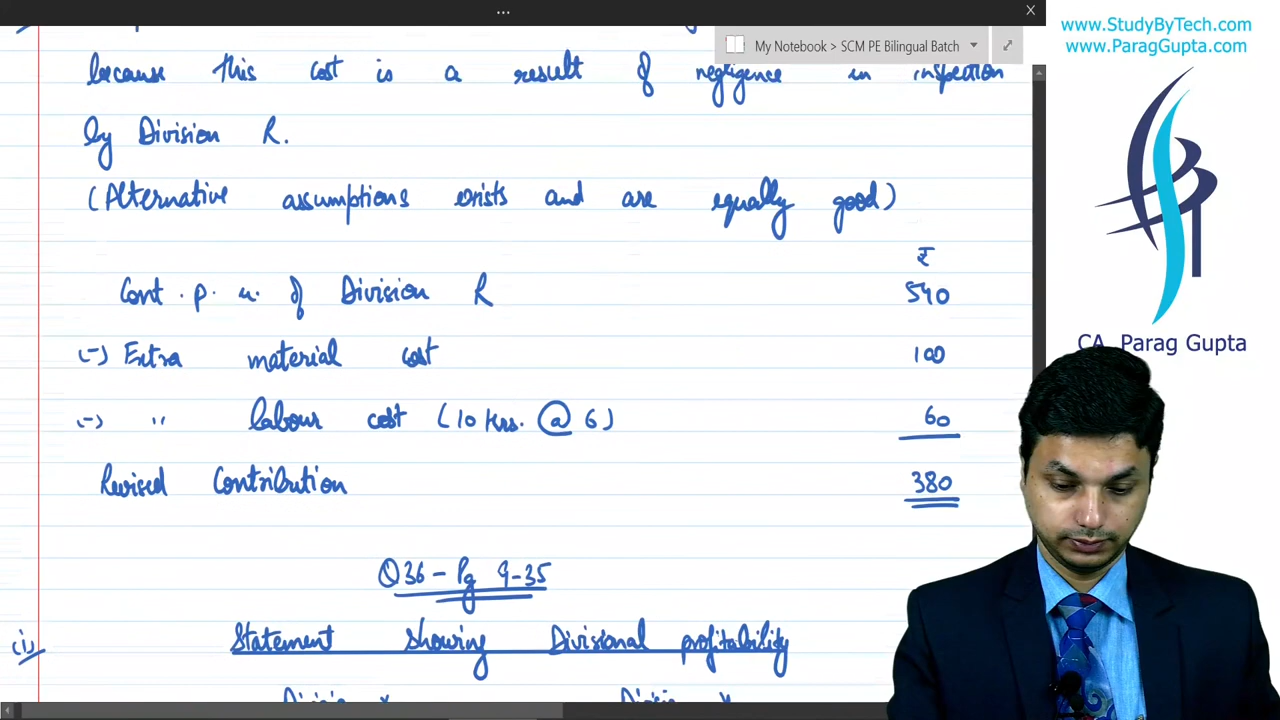 ...
My Notebook > SCM PE Bilingual Batch
www.StudyByTech.com
www.ParagGupta.com
because this cost is a result of negligence in inspection
by Division R.
(Alternative assumptions exists and are equally good)
₹
Cont. p. u. of Division R 540
(-) Extra material cost 100
(-) " labour cost (10 hrs. @ 6) 60
Revised Contribution 380
CA. Parag Gupta
Q36 - Pg 9-35
(i) Statement showing Divisional profitability